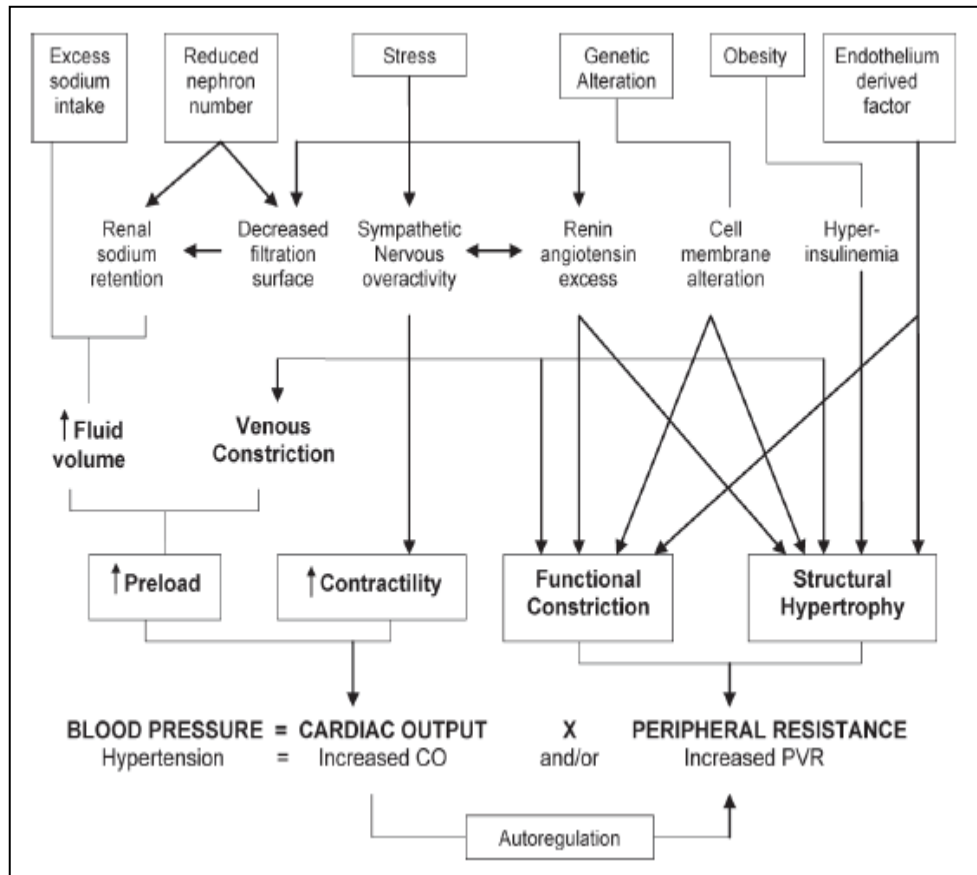 Excess
sodium
intake
Reduced
nephron
number
Stress
Genetic
Alteration
Obesity
Endothelium
derived
factor
Renal
sodium
retention
Decreased
filtration
surface
Sympathetic
Nervous
overactivity
Renin
angiotensin
excess
Cell
membrane
alteration
Hyper-
insulinemia
↑ Fluid
volume
Venous
Constriction
↑ Preload
↑ Contractility
Functional
Constriction
Structural
Hypertrophy
BLOOD PRESSURE = CARDIAC OUTPUT X PERIPHERAL RESISTANCE
Hypertension = Increased CO and/or Increased PVR
Autoregulation